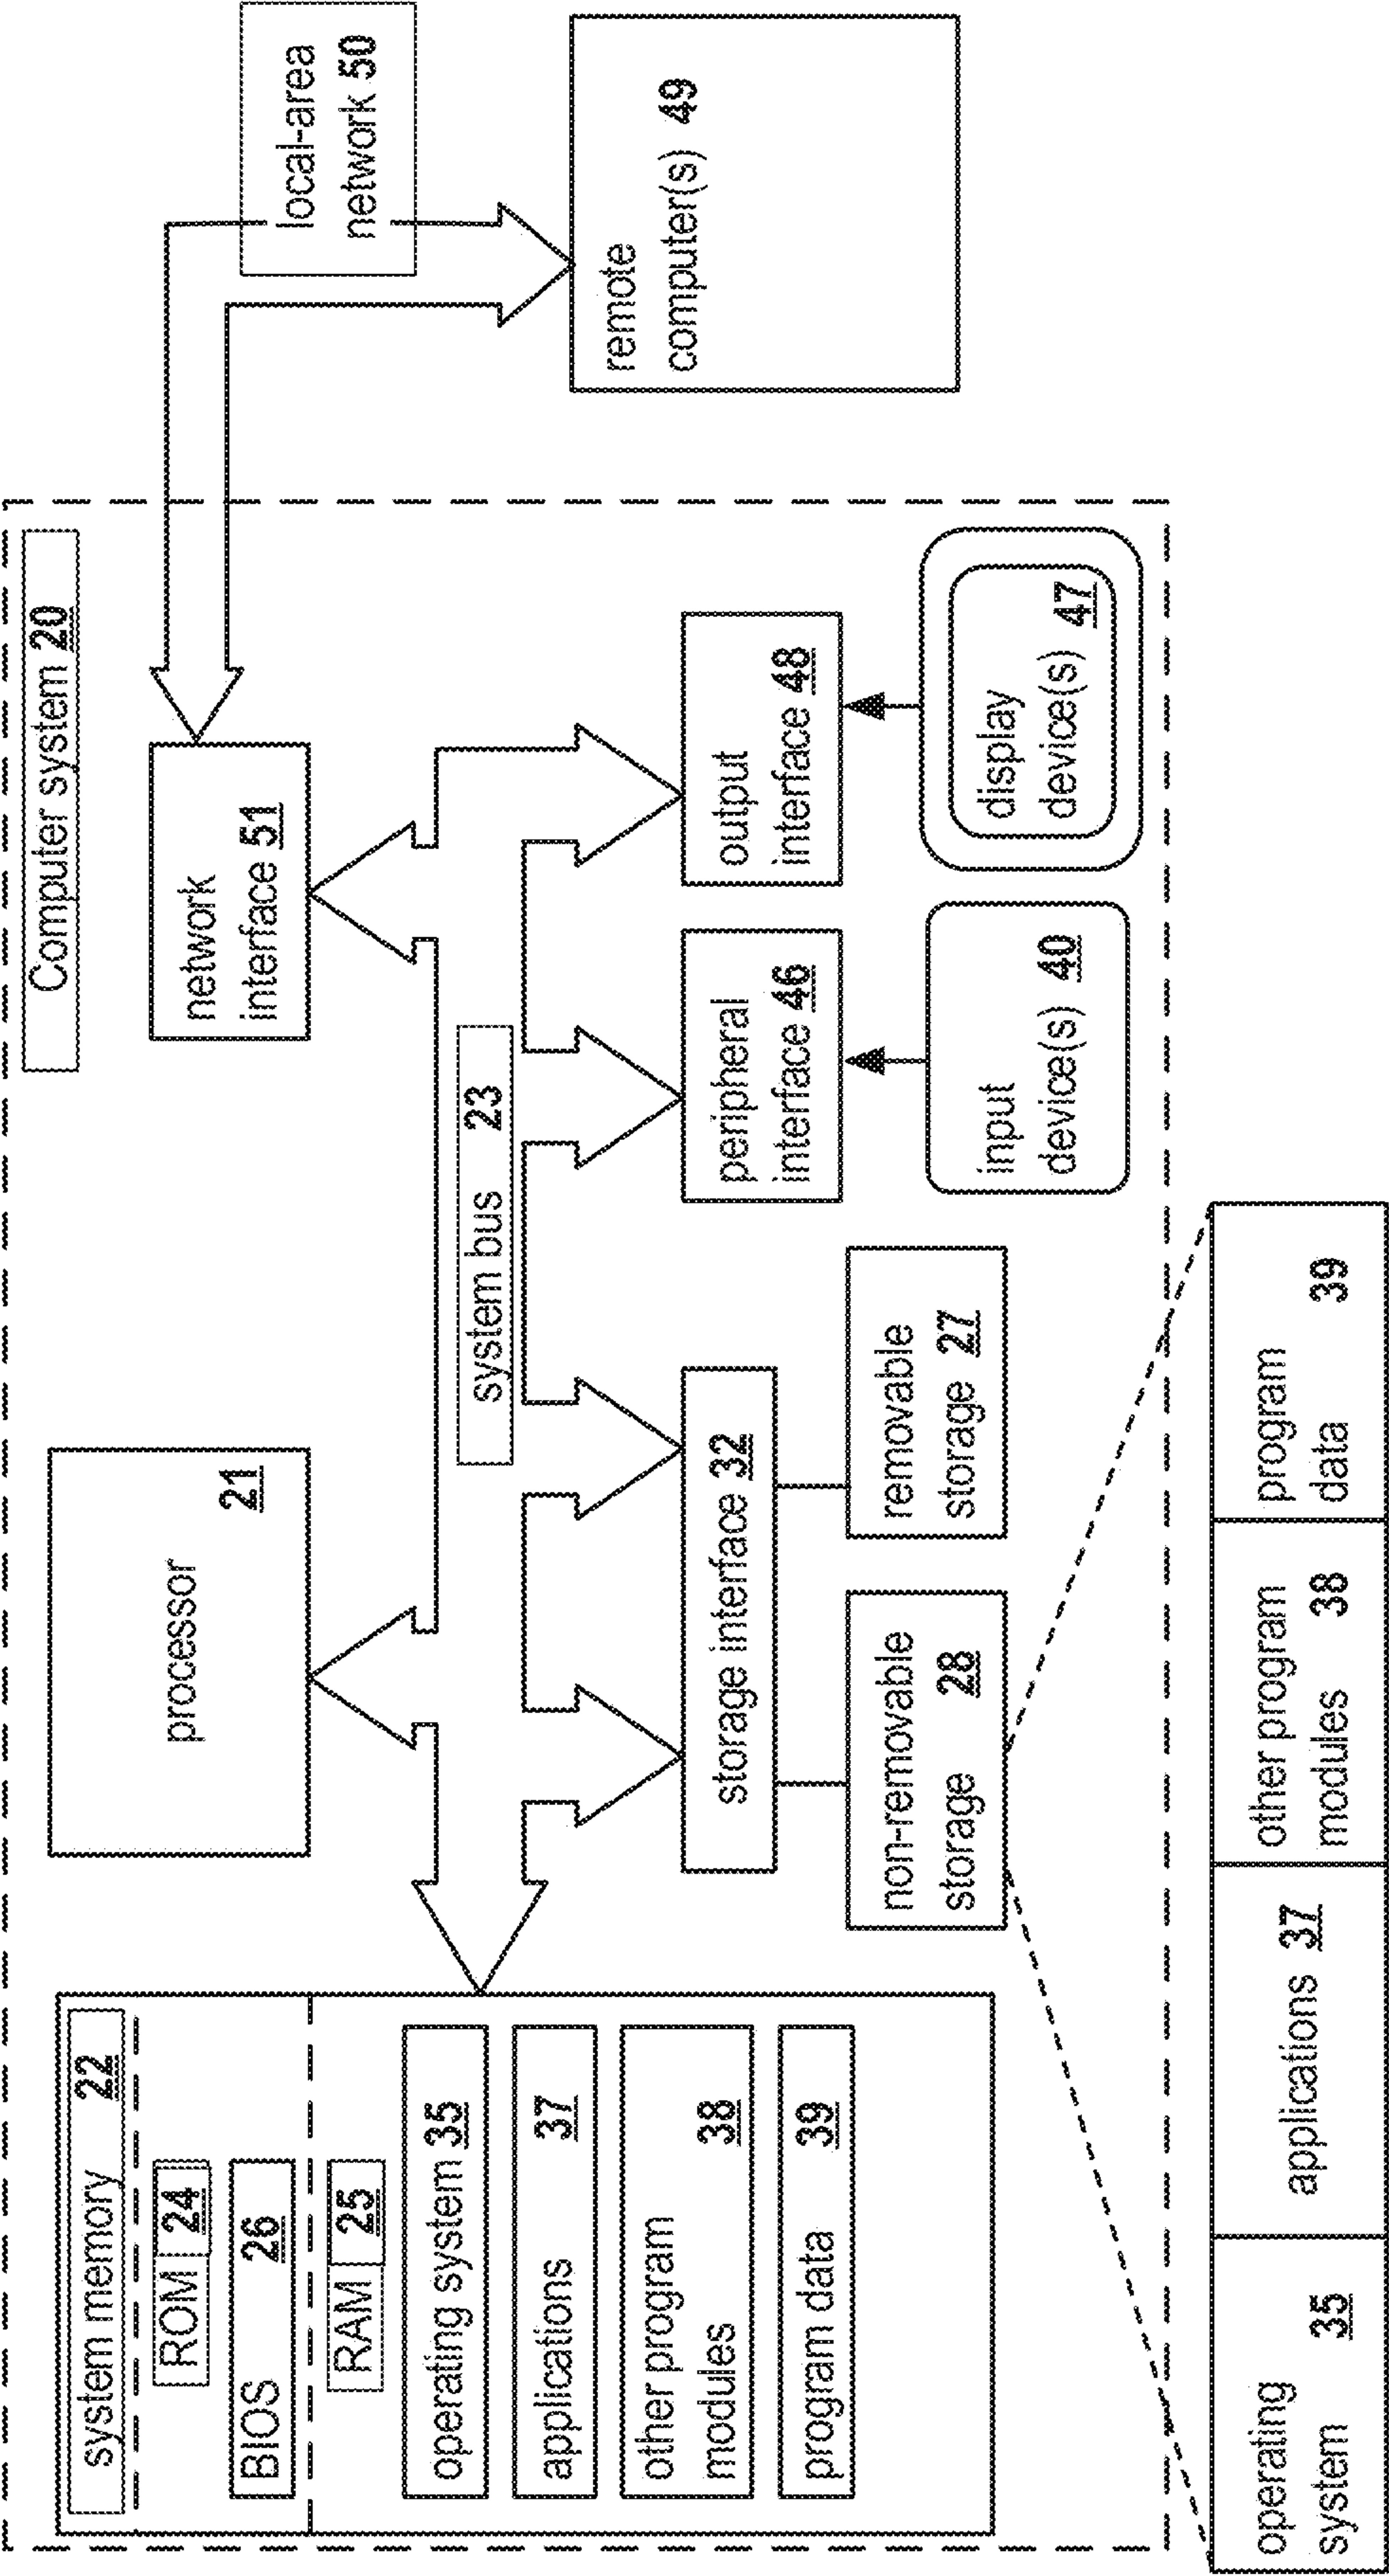 Computer system 20
system memory 22
ROM 24
BIOS 26
RAM 25
operating system 35
applications 37
other program
modules 38
program data 39
processor 21
network
interface 51
local-area
network 50
system bus 23
storage interface 32
peripheral
interface 46
output
interface 48
remote
computer(s) 49
non-removable
storage 28
removable
storage 27
input
device(s) 40
display
device(s) 47
operating
system 35
applications 37
other program
modules 38
program
data 39